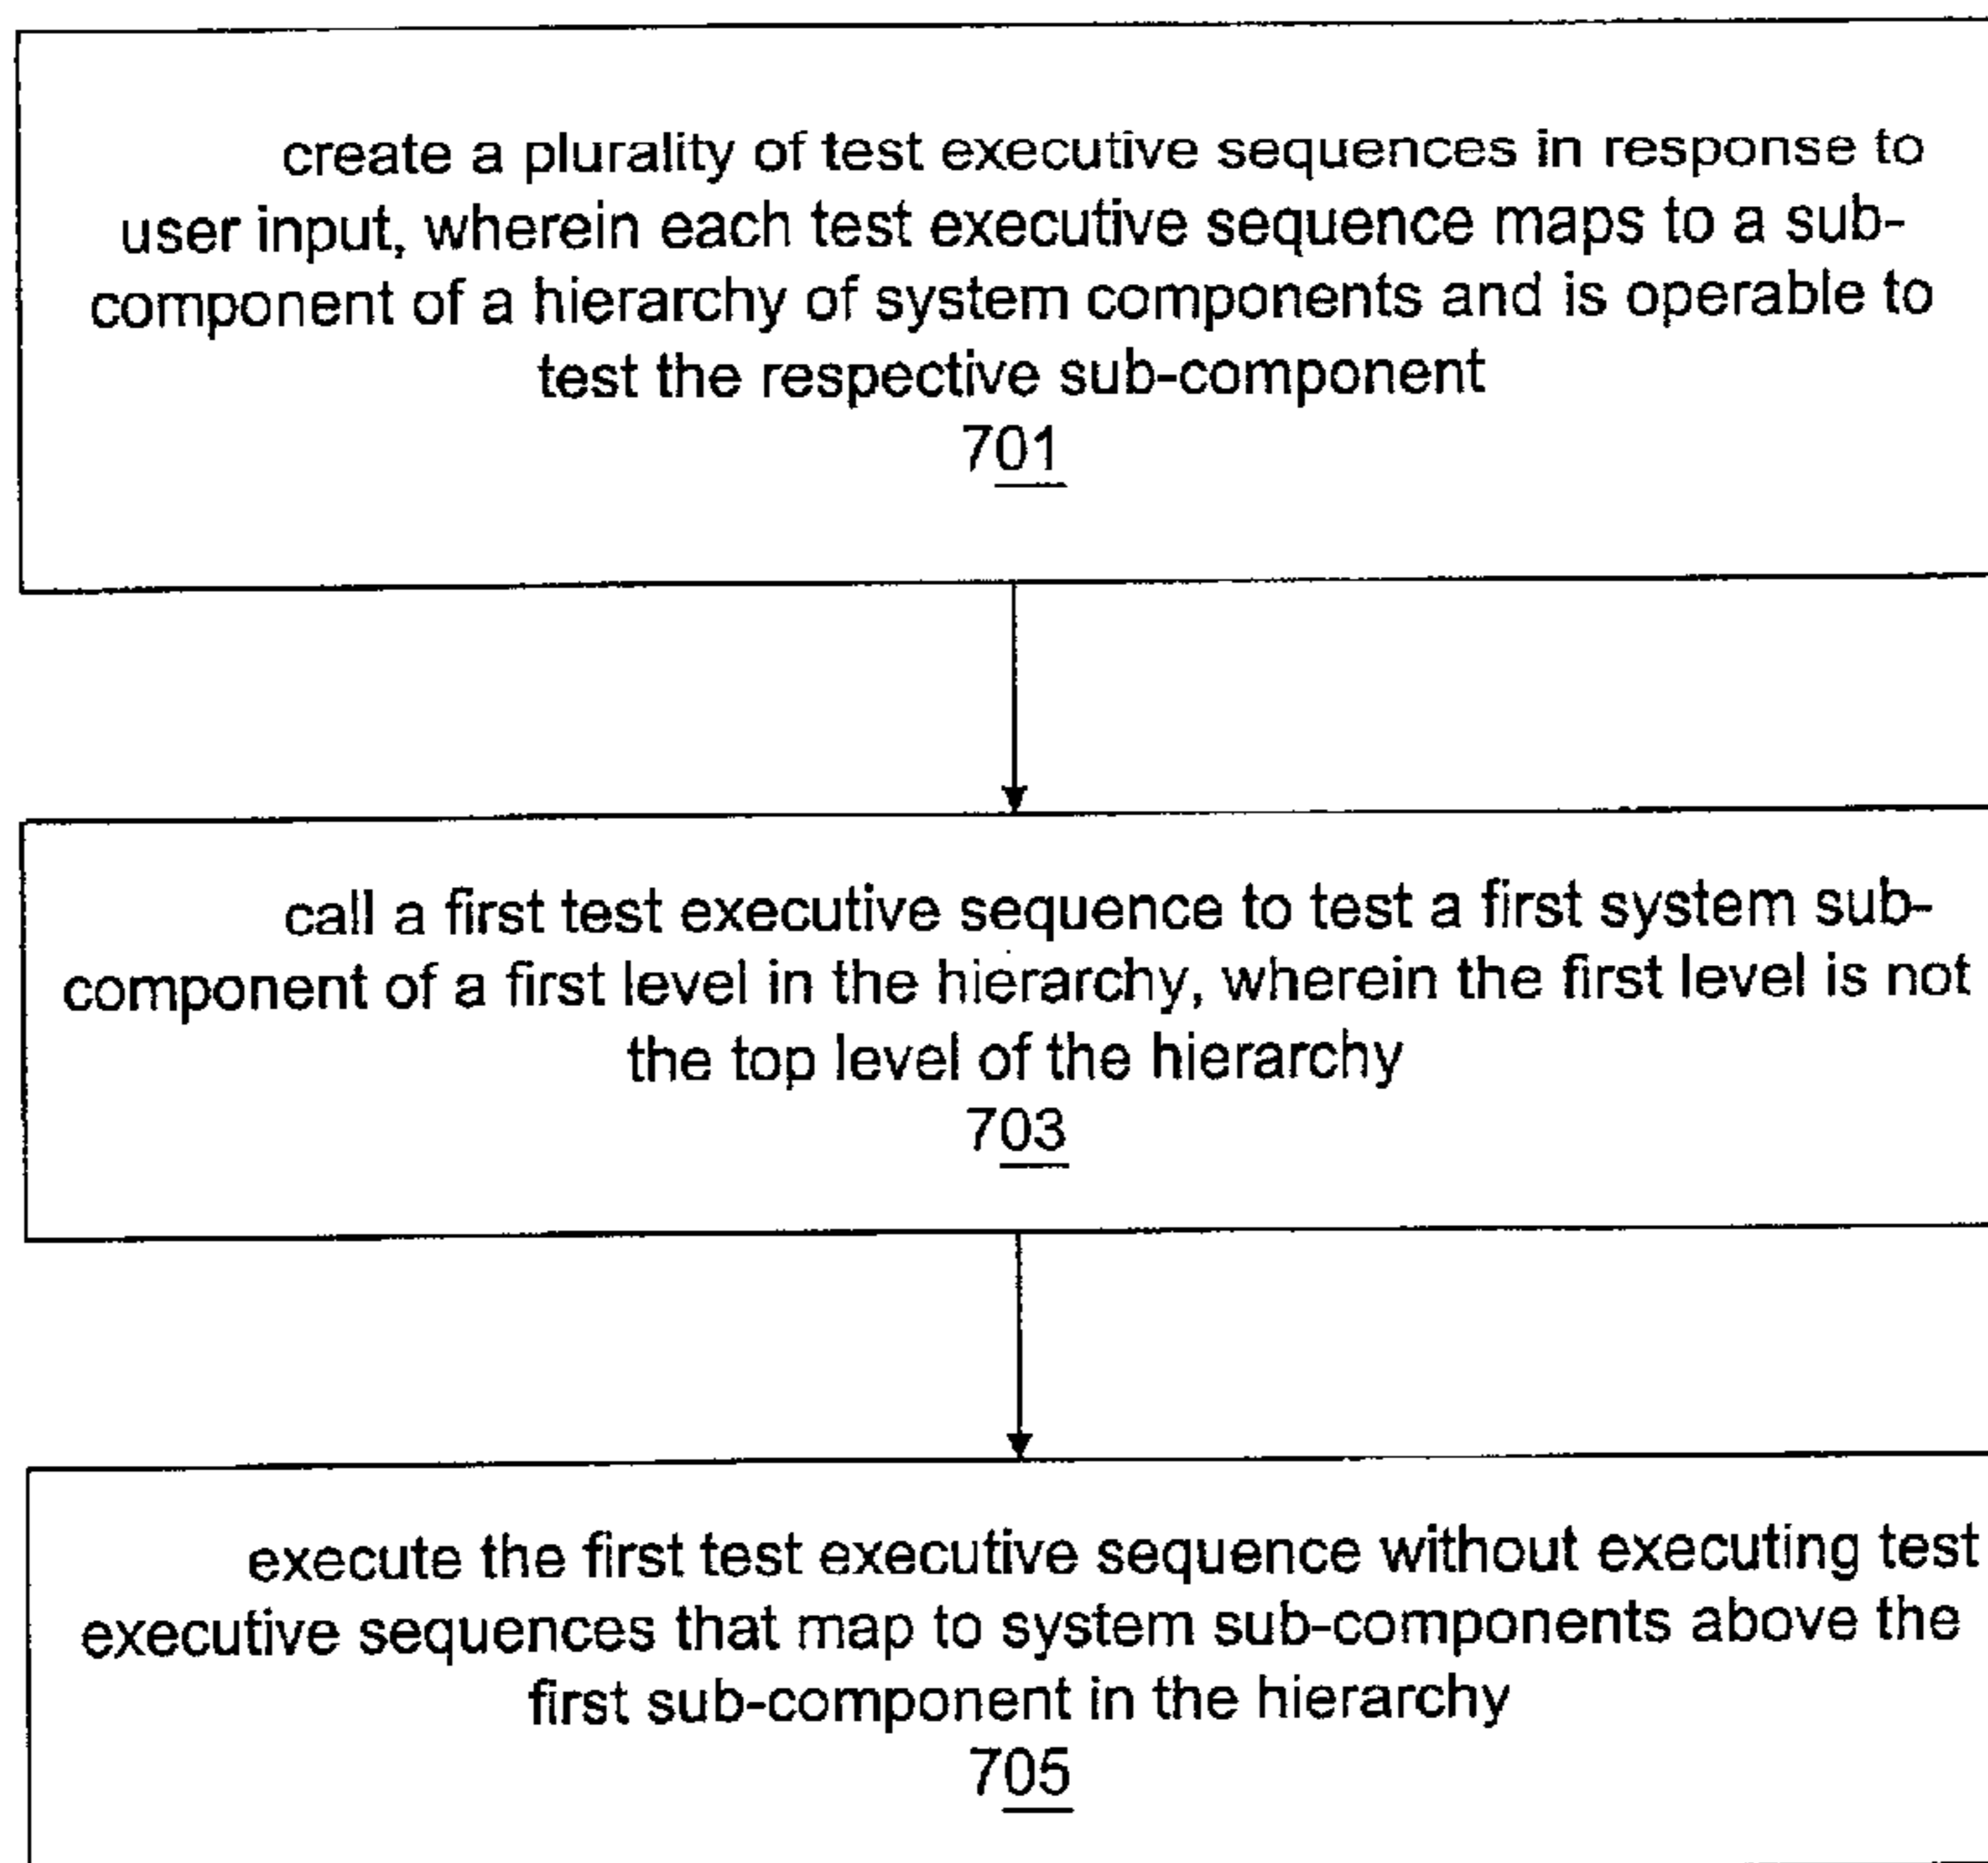 create a plurality of test executive sequences in response to
user input, wherein each test executive sequence maps to a sub-
component of a hierarchy of system components and is operable to
test the respective sub-component
701
call a first test executive sequence to test a first system sub-
component of a first level in the hierarchy, wherein the first level is not
the top level of the hierarchy
703
execute the first test executive sequence without executing test
executive sequences that map to system sub-components above the
first sub-component in the hierarchy
705